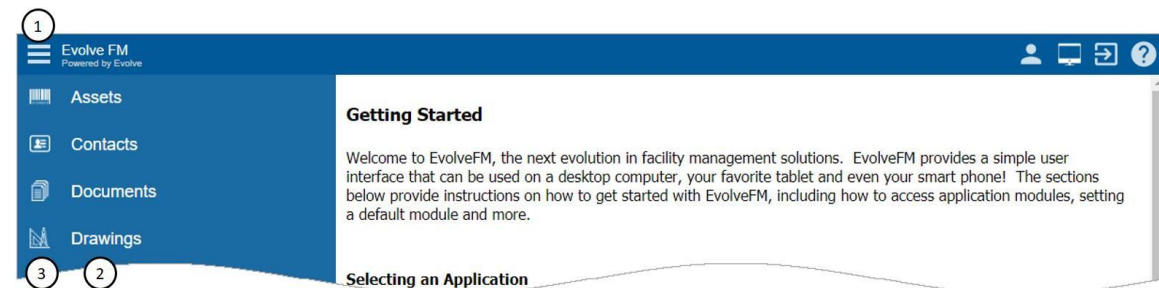 1
Evolve FM
Powered by Evolve
Assets
Contacts
Documents
Drawings
3 2
Getting Started
Welcome to EvolveFM, the next evolution in facility management solutions. EvolveFM provides a simple user
interface that can be used on a desktop computer, your favorite tablet and even your smart phone! The sections
below provide instructions on how to get started with EvolveFM, including how to access application modules, setting
a default module and more.
Selecting an Application